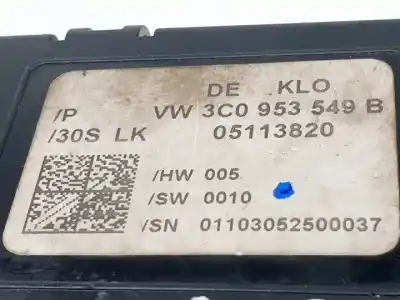 DE .KLO
/P VW 3C0 953 549 B
/30S LK 05113820
/HW 005
/SW 0010
/SN 01103052500037